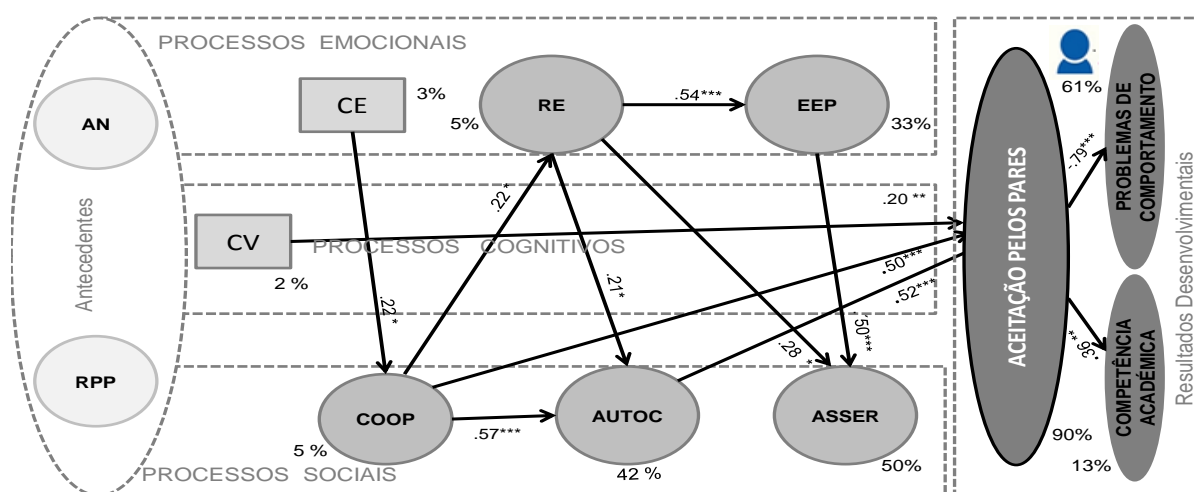 PROCESSOS EMOCIONAIS
AN
CE
3%
RE
5%
.54***
EEP
33%
61%
PROBLEMAS DE
COMPORTAMENTO
-.79***
Antecedentes
.22*
.20 **
CV
PROCESSOS COGNITIVOS
2 %
.21*
.50***
.52***
ACEITAÇÃO PELOS PARES
Resultados Desenvolvimentais
.22*
.28 *
.50***
.36 **
RPP
COOP
.57***
AUTOC
ASSER
COMPETÊNCIA
ACADÉMICA
5 %
42 %
50%
90%
13%
PROCESSOS SOCIAIS